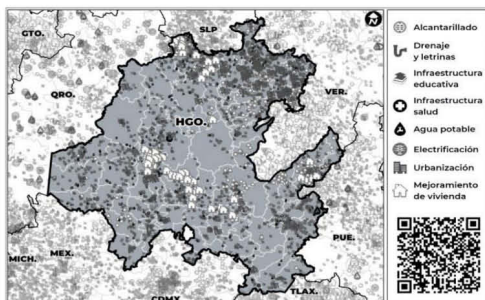 GTO.
SLP
QRO.
HGO.
VER.
MICH.
MEX.
CDMX
TLAX.
PUE.
Alcantarillado
Drenaje
y letrinas
Infraestructura
educativa
Infraestructura
salud
Agua potable
Electrificación
Urbanización
Mejoramiento
de vivienda